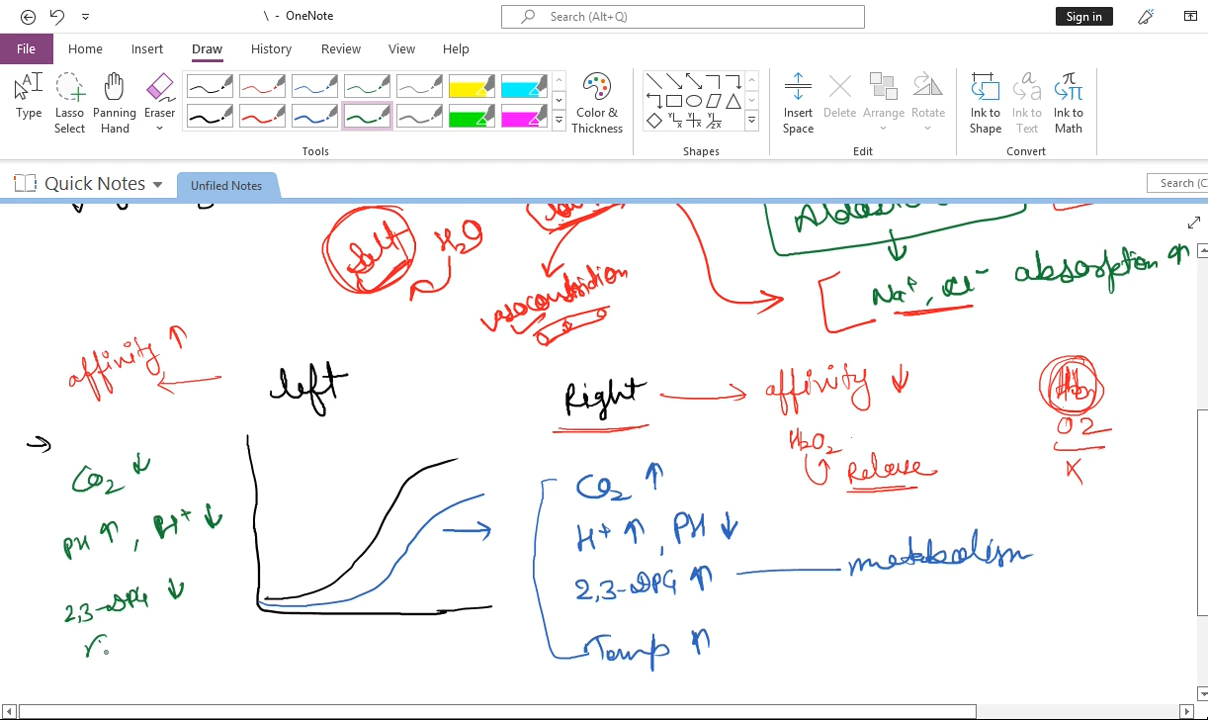 \ - OneNote
Search (Alt+Q)
Sign in
File Home Insert Draw History Review View Help
Type Lasso Select Panning Hand Eraser
Color & Thickness
Insert Space Delete Arrange Rotate
Ink to Shape Ink to Text Ink to Math
Tools Shapes Edit Convert
Quick Notes Unfiled Notes Search (C
Salt H2O
vasoconstriction
Na+, Cl- absorption ↑
affinity ↑ ← left
Right → affinity ↓
Hb
O2
X
H2O2
Release
→
CO2 ↓
PH ↑, H+ ↓
2,3-DPG ↓
CO2 ↑
H+ ↑, PH ↓
2,3-DPG ↑ — metabolism
Temp ↑